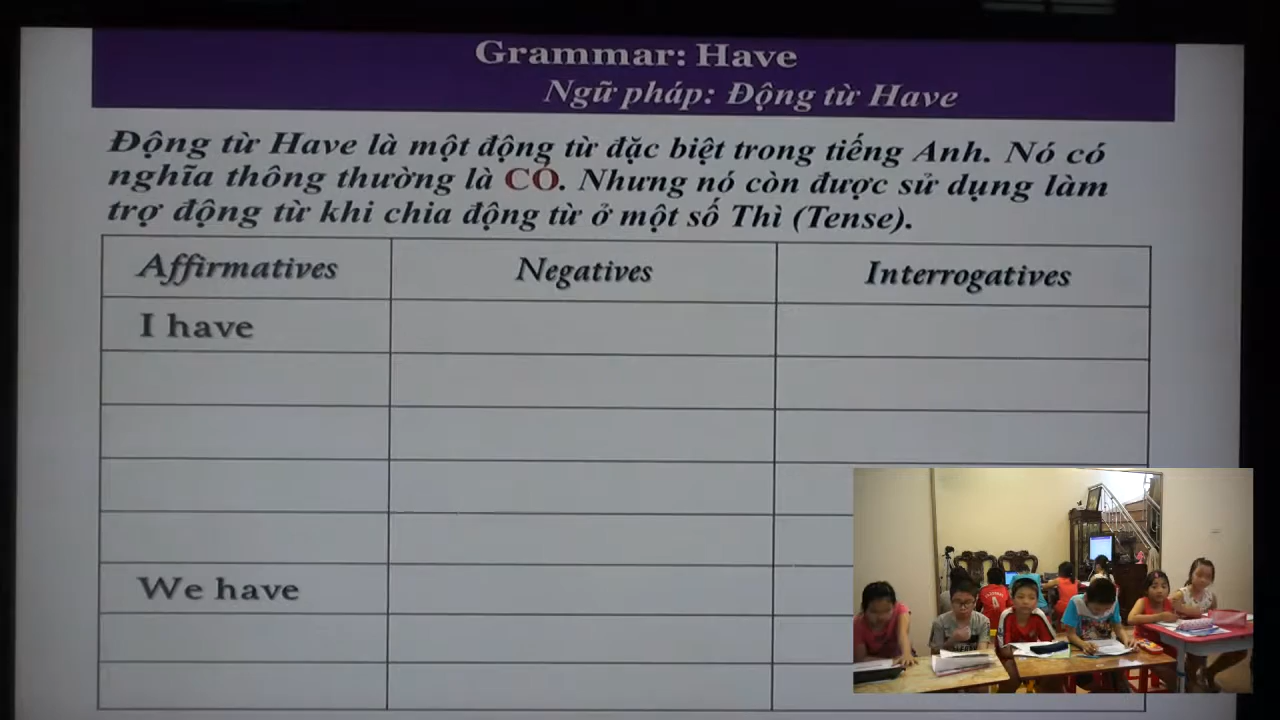 Grammar: Have
Ngữ pháp: Động từ Have
Động từ Have là một động từ đặc biệt trong tiếng Anh. Nó có
nghĩa thông thường là CÓ. Nhưng nó còn được sử dụng làm
trợ động từ khi chia động từ ở một số Thì (Tense).
Affirmatives Negatives Interrogatives
I have
We have